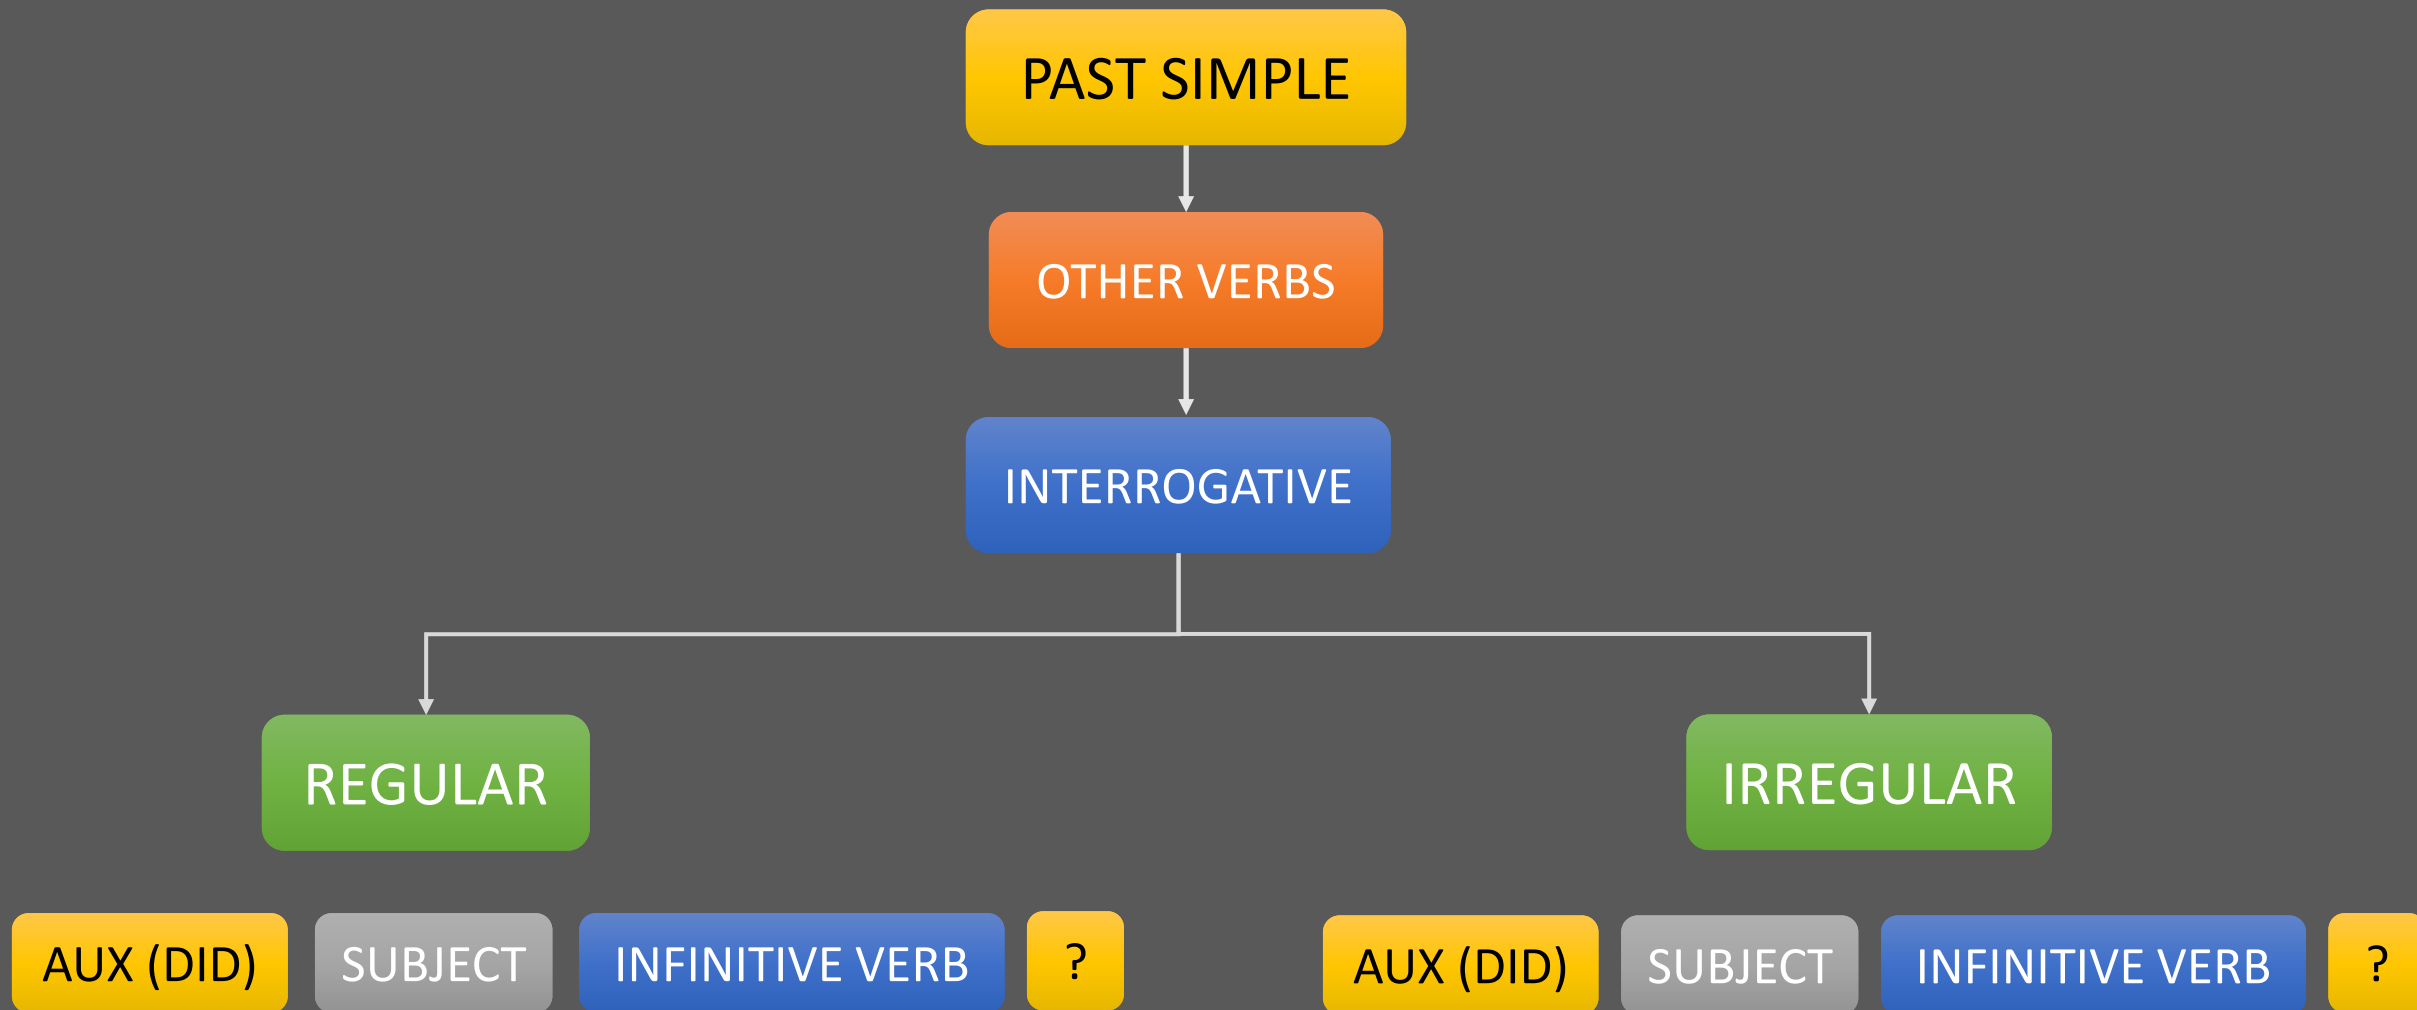 PAST SIMPLE
OTHER VERBS
INTERROGATIVE
REGULAR
IRREGULAR
AUX (DID) SUBJECT INFINITIVE VERB ?
AUX (DID) SUBJECT INFINITIVE VERB ?